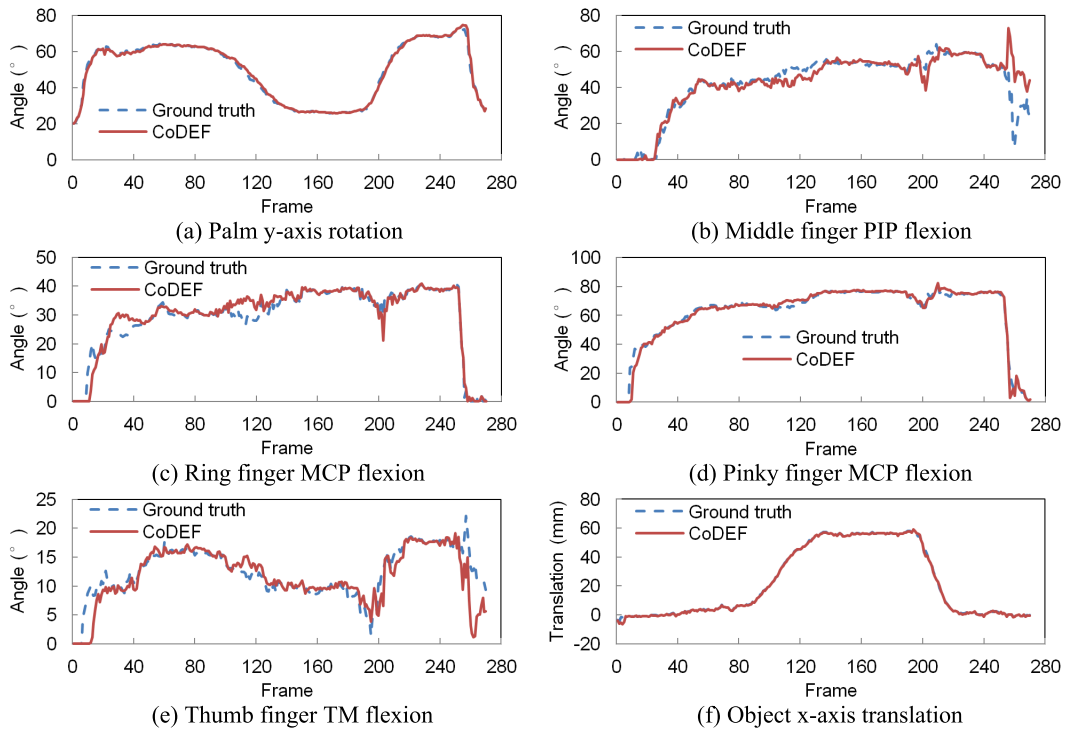 80
60
40
20
0
Angle (°)
Ground truth
CoDEF
0 40 80 120 160 200 240 280
Frame
(a) Palm y-axis rotation
80
60
40
20
0
Angle (°)
Ground truth
CoDEF
0 40 80 120 160 200 240 280
Frame
(b) Middle finger PIP flexion
50
40
30
20
10
0
Angle (°)
Ground truth
CoDEF
0 40 80 120 160 200 240 280
Frame
(c) Ring finger MCP flexion
100
80
60
40
20
0
Angle (°)
Ground truth
CoDEF
0 40 80 120 160 200 240 280
Frame
(d) Pinky finger MCP flexion
25
20
15
10
5
0
Angle (°)
Ground truth
CoDEF
0 40 80 120 160 200 240 280
Frame
(e) Thumb finger TM flexion
80
60
40
20
0
-20
Translation (mm)
Ground truth
CoDEF
0 40 80 120 160 200 240 280
Frame
(f) Object x-axis translation